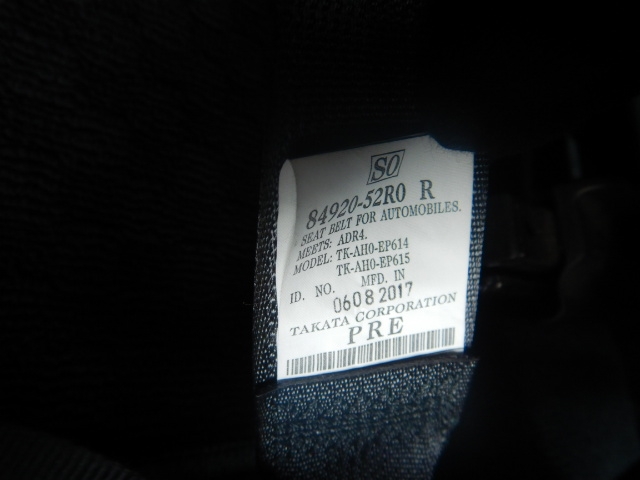 SO
84920-52R0 R
SEAT BELT FOR AUTOMOBILES.
MEETS: ADR4.
MODEL: TK-AH0-EP614
TK-AH0-EP615
ID. NO. MFD. IN
0608 2017
TAKATA CORPORATION
PRE